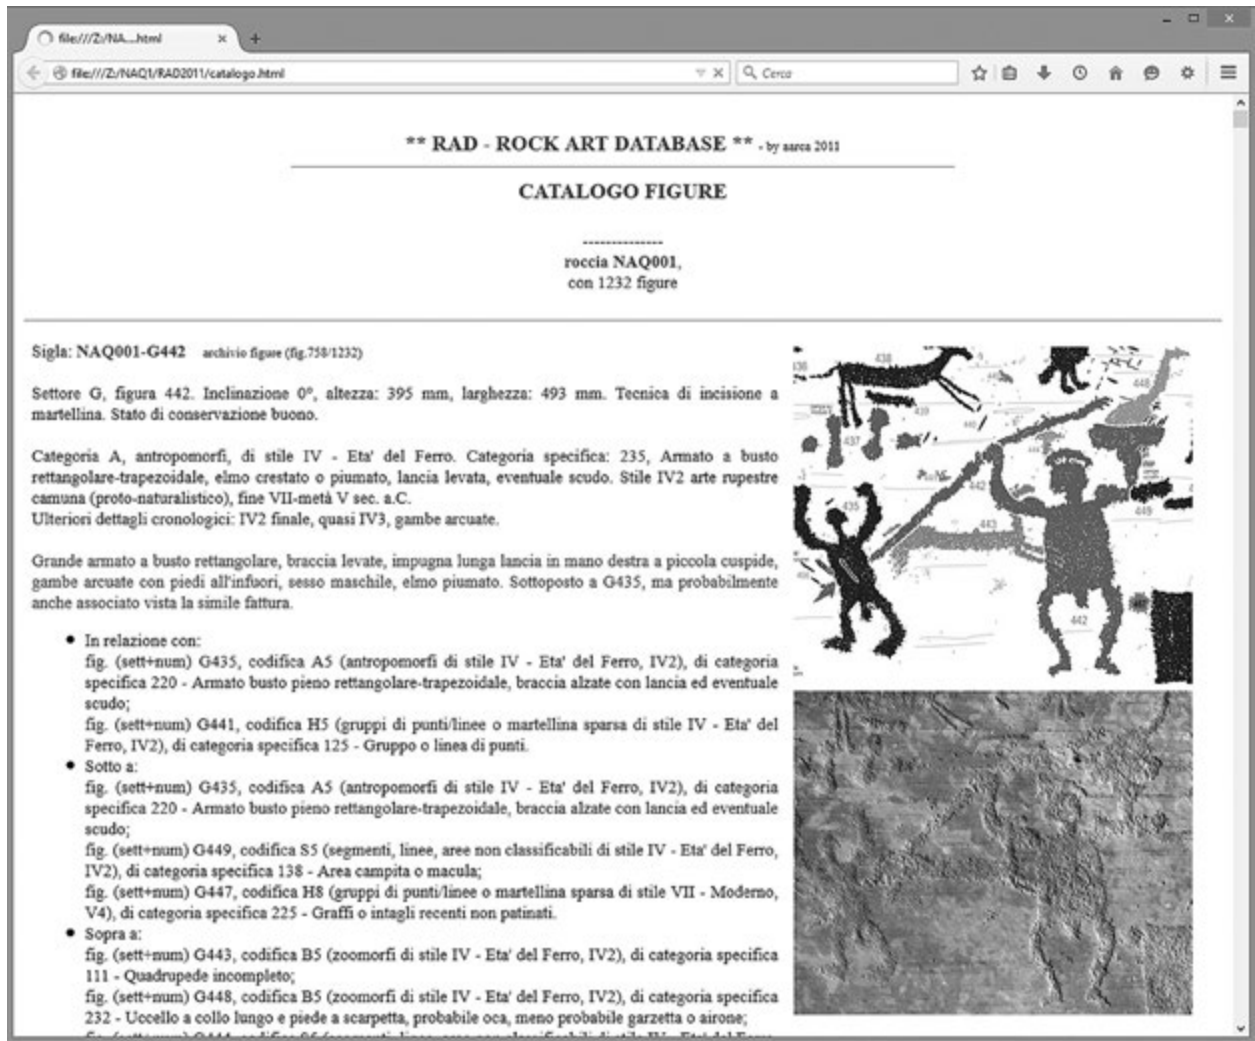 file:///Z:/NA....html
file:///Z:/NAQ1/RAD2011/catalogo.html
Cerca
** RAD - ROCK ART DATABASE ** - by aarca 2011
CATALOGO FIGURE
--------------
roccia NAQ001,
con 1232 figure
Sigla: NAQ001-G442 archivio figure (fig.758/1232)
Settore G, figura 442. Inclinazione 0°, altezza: 395 mm, larghezza: 493 mm. Tecnica di incisione a
martellina. Stato di conservazione buono.
Categoria A, antropomorfi, di stile IV - Eta' del Ferro. Categoria specifica: 235, Armato a busto
rettangolare-trapezoidale, elmo crestato o piumato, lancia levata, eventuale scudo. Stile IV2 arte rupestre
camuna (proto-naturalistico), fine VII-metà V sec. a.C.
Ulteriori dettagli cronologici: IV2 finale, quasi IV3, gambe arcuate.
Grande armato a busto rettangolare, braccia levate, impugna lunga lancia in mano destra a piccola cuspide,
gambe arcuate con piedi all'infuori, sesso maschile, elmo piumato. Sottoposto a G435, ma probabilmente
anche associato vista la simile fattura.
• In relazione con:
fig. (sett+num) G435, codifica A5 (antropomorfi di stile IV - Eta' del Ferro, IV2), di categoria
specifica 220 - Armato busto pieno rettangolare-trapezoidale, braccia alzate con lancia ed eventuale
scudo;
fig. (sett+num) G441, codifica H5 (gruppi di punti/linee o martellina sparsa di stile IV - Eta' del
Ferro, IV2), di categoria specifica 125 - Gruppo o linea di punti.
• Sotto a:
fig. (sett+num) G435, codifica A5 (antropomorfi di stile IV - Eta' del Ferro, IV2), di categoria
specifica 220 - Armato busto pieno rettangolare-trapezoidale, braccia alzate con lancia ed eventuale
scudo;
fig. (sett+num) G449, codifica S5 (segmenti, linee, aree non classificabili di stile IV - Eta' del Ferro,
IV2), di categoria specifica 138 - Area campita o macula;
fig. (sett+num) G447, codifica H8 (gruppi di punti/linee o martellina sparsa di stile VII - Moderno,
V4), di categoria specifica 225 - Graffi o intagli recenti non patinati.
• Sopra a:
fig. (sett+num) G443, codifica B5 (zoomorfi di stile IV - Eta' del Ferro, IV2), di categoria specifica
111 - Quadrupede incompleto;
fig. (sett+num) G448, codifica B5 (zoomorfi di stile IV - Eta' del Ferro, IV2), di categoria specifica
232 - Uccello a collo lungo e piede a scarpetta, probabile oca, meno probabile garzetta o airone;
438
436
448
439
440
437
442
435
449
443
442